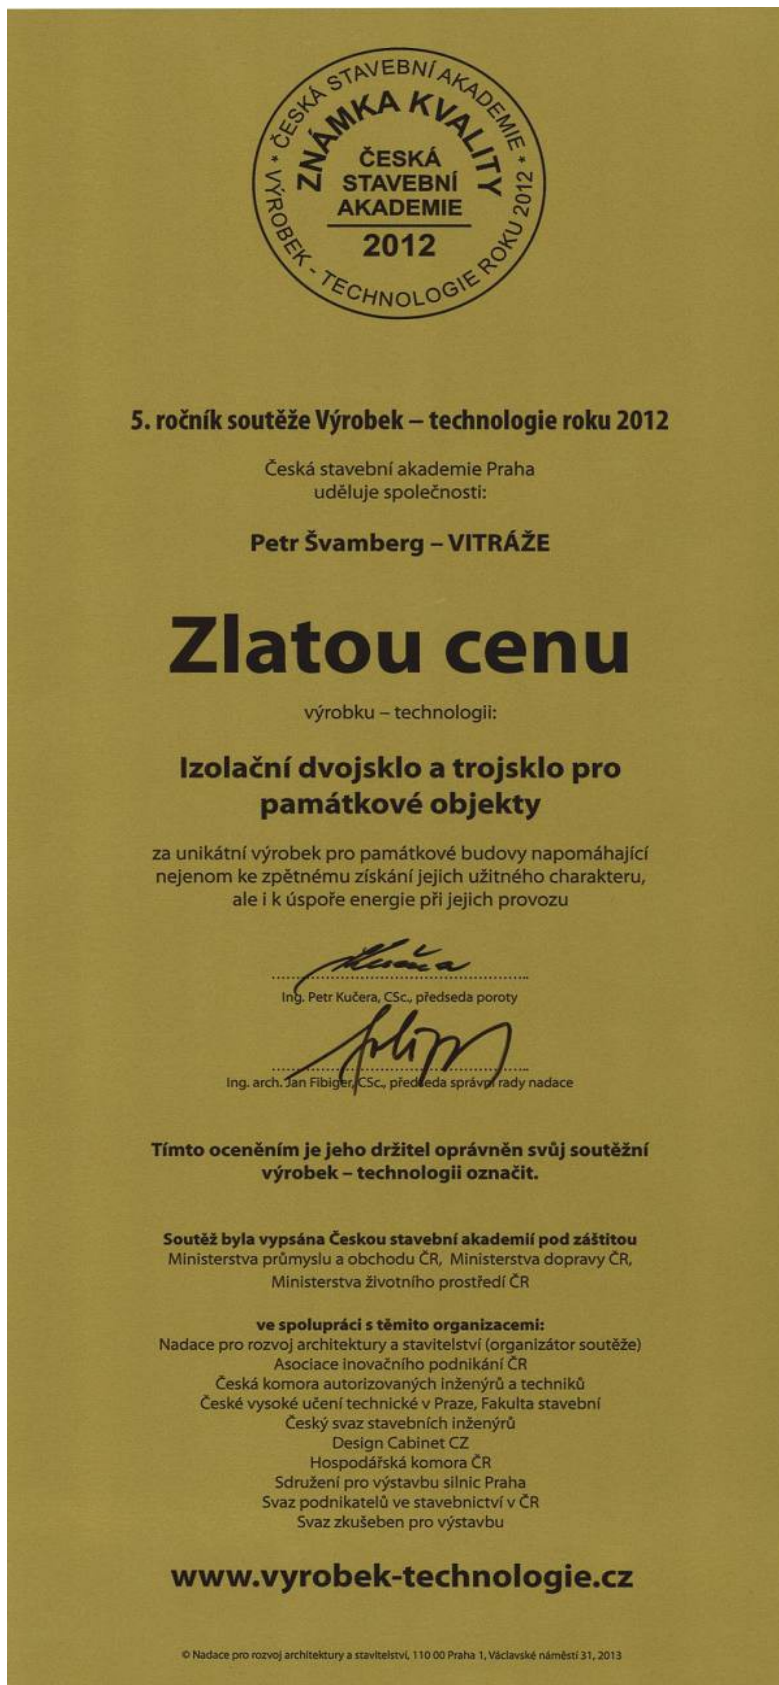 * ČESKÁ STAVEBNÍ AKADEMIE *
VÝROBEK - TECHNOLOGIE ROKU 2012
ZNÁMKA KVALITY
ČESKÁ
STAVEBNÍ
AKADEMIE
2012
5. ročník soutěže Výrobek – technologie roku 2012
Česká stavební akademie Praha
uděluje společnosti:
Petr Švamberg – VITRÁŽE
Zlatou cenu
výrobku – technologii:
Izolační dvojsklo a trojsklo pro
památkové objekty
za unikátní výrobek pro památkové budovy napomáhající
nejenom ke zpětnému získání jejich užitného charakteru,
ale i k úspoře energie při jejich provozu
Ing. Petr Kučera, CSc., předseda poroty
Ing. arch. Jan Fibiger, CSc., předseda správní rady nadace
Tímto oceněním je jeho držitel oprávněn svůj soutěžní
výrobek – technologii označit.
Soutěž byla vypsána Českou stavební akademií pod záštitou
Ministerstva průmyslu a obchodu ČR, Ministerstva dopravy ČR,
Ministerstva životního prostředí ČR
ve spolupráci s těmito organizacemi:
Nadace pro rozvoj architektury a stavitelství (organizátor soutěže)
Asociace inovačního podnikání ČR
Česká komora autorizovaných inženýrů a techniků
České vysoké učení technické v Praze, Fakulta stavební
Český svaz stavebních inženýrů
Design Cabinet CZ
Hospodářská komora ČR
Sdružení pro výstavbu silnic Praha
Svaz podnikatelů ve stavebnictví v ČR
Svaz zkušeben pro výstavbu
www.vyrobek-technologie.cz
© Nadace pro rozvoj architektury a stavitelství, 110 00 Praha 1, Václavské náměstí 31, 2013